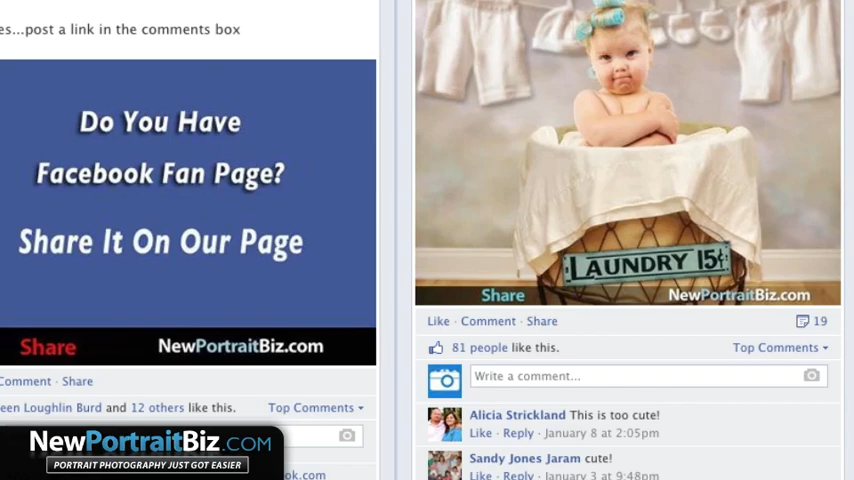 es...post a link in the comments box
Do You Have
Facebook Fan Page?
Share It On Our Page
Share
NewPortraitBiz.com
Comment · Share
een Loughlin Burd and 12 others like this.
Top Comments
ok.com
NewPortraitBiz.COM
PORTRAIT PHOTOGRAPHY JUST GOT EASIER
LAUNDRY 15¢
Share
NewPortraitBiz.com
Like · Comment · Share
19
81 people like this.
Top Comments
Write a comment...
Alicia Strickland This is too cute!
Like · Reply · January 8 at 2:05pm
Sandy Jones Jaram cute!
Like · Reply · January 3 at 9:48pm